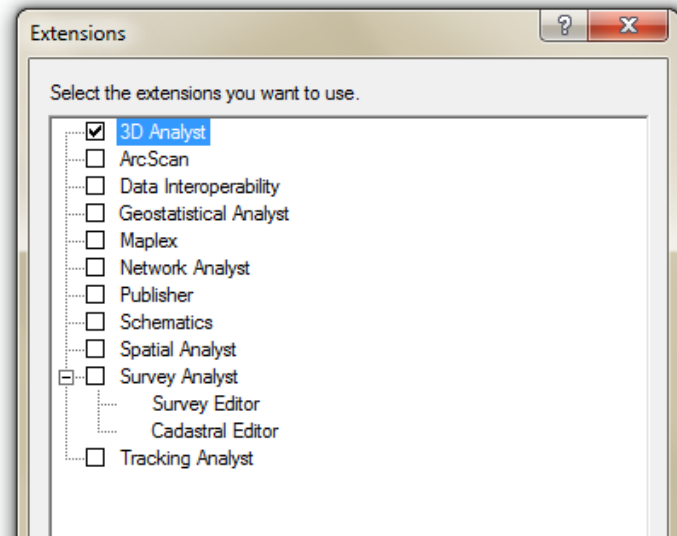 Extensions
Select the extensions you want to use.
3D Analyst
ArcScan
Data Interoperability
Geostatistical Analyst
Maplex
Network Analyst
Publisher
Schematics
Spatial Analyst
Survey Analyst
Survey Editor
Cadastral Editor
Tracking Analyst